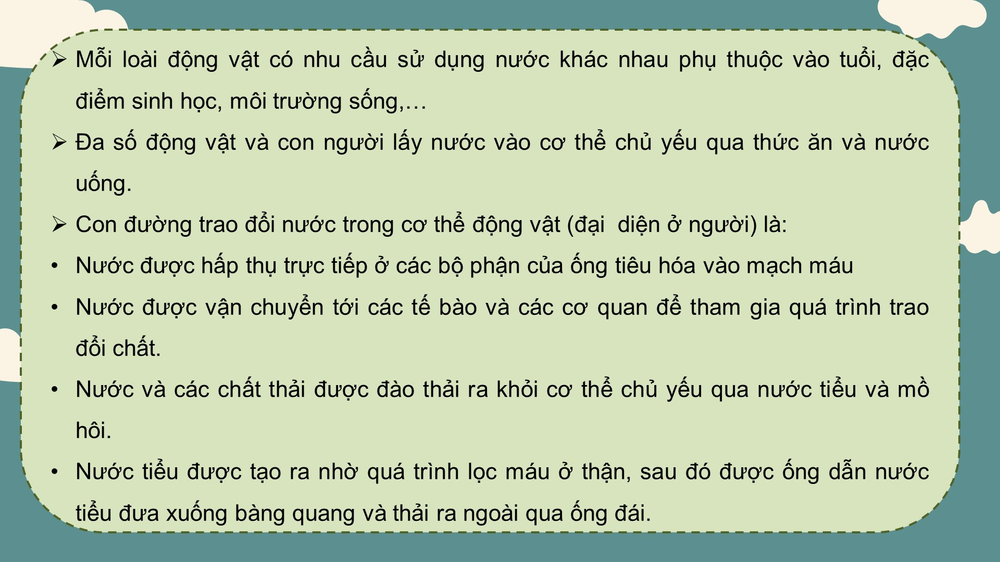 ➢ Mỗi loài động vật có nhu cầu sử dụng nước khác nhau phụ thuộc vào tuổi, đặc
điểm sinh học, môi trường sống,…
➢ Đa số động vật và con người lấy nước vào cơ thể chủ yếu qua thức ăn và nước
uống.
➢ Con đường trao đổi nước trong cơ thể động vật (đại diện ở người) là:
• Nước được hấp thụ trực tiếp ở các bộ phận của ống tiêu hóa vào mạch máu
• Nước được vận chuyển tới các tế bào và các cơ quan để tham gia quá trình trao
đổi chất.
• Nước và các chất thải được đào thải ra khỏi cơ thể chủ yếu qua nước tiểu và mồ
hôi.
• Nước tiểu được tạo ra nhờ quá trình lọc máu ở thận, sau đó được ống dẫn nước
tiểu đưa xuống bàng quang và thải ra ngoài qua ống đái.